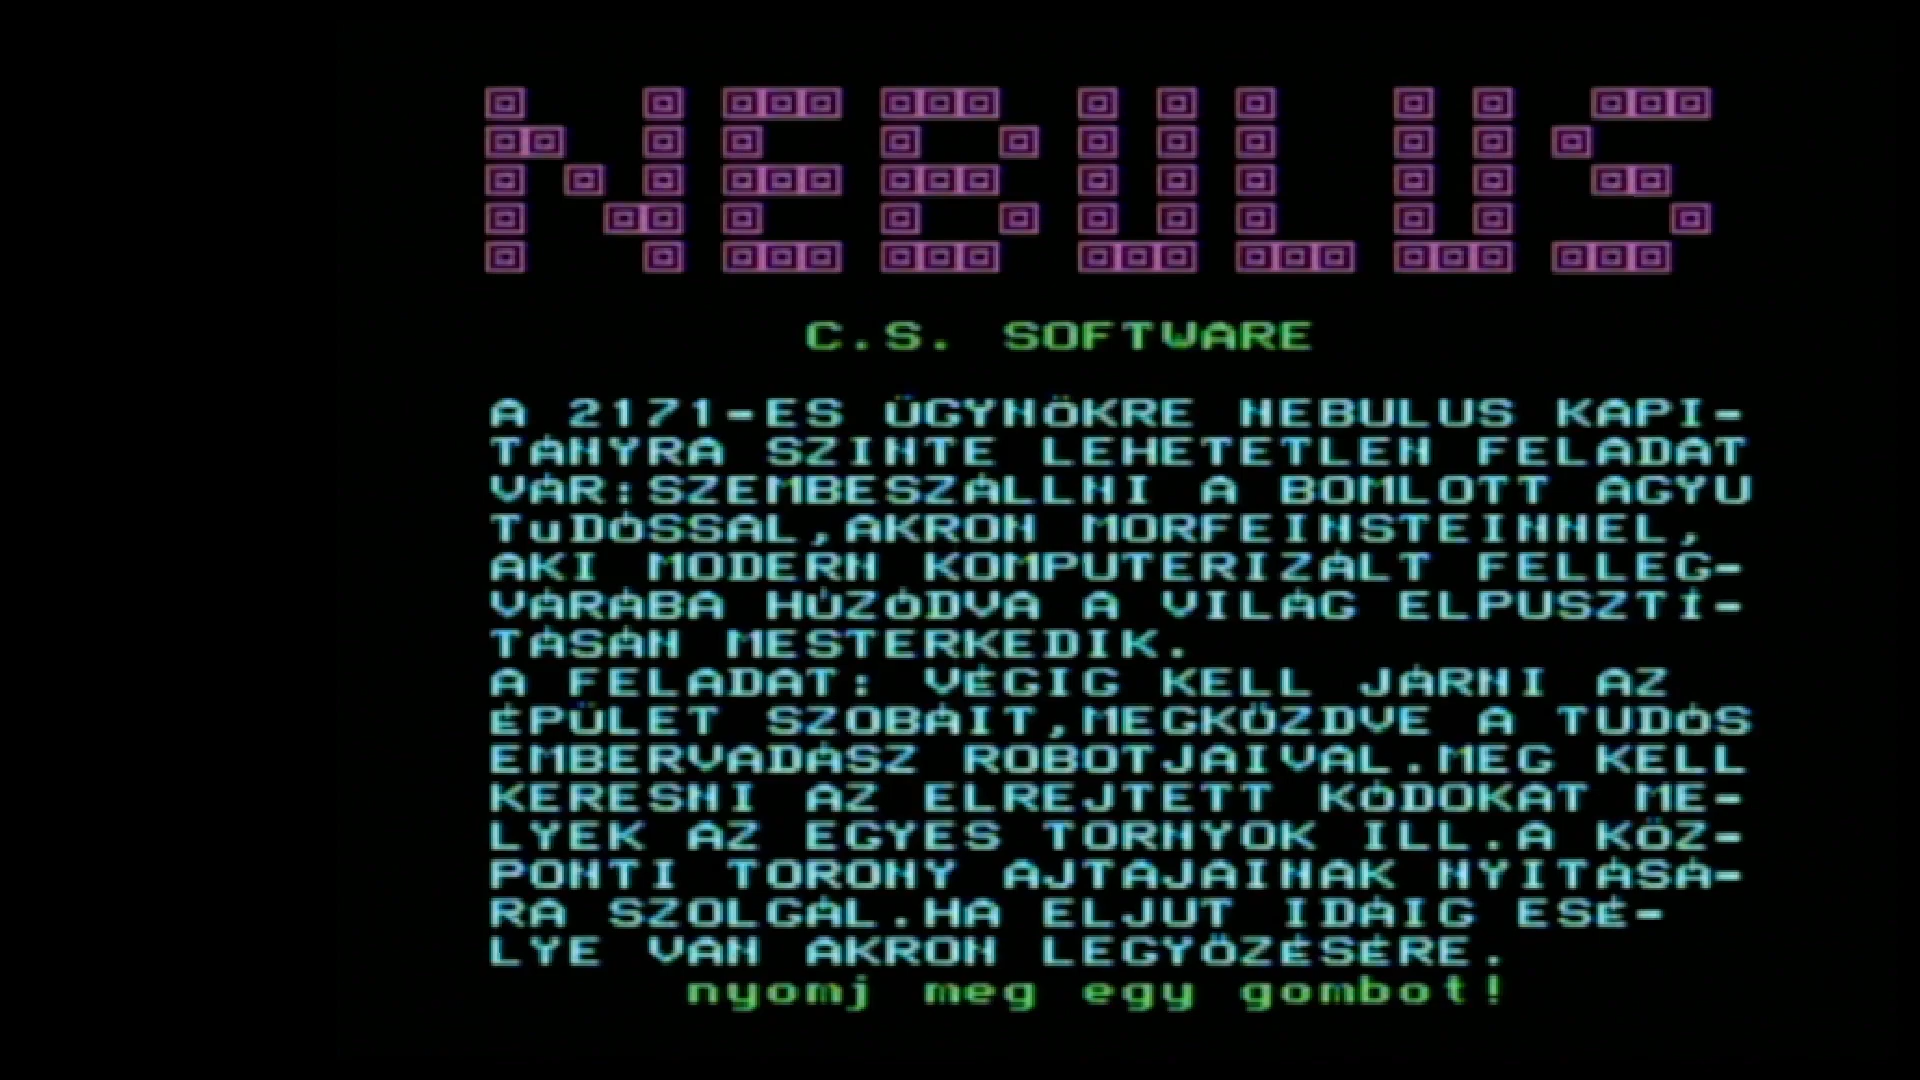 NEBULUS
C.S. SOFTWARE
A 2171-ES ÜGYNÖKRE NEBULUS KAPI-
TÁNYRA SZINTE LEHETETLEN FELADAT
VÁR:SZEMBESZÁLLNI A BOMLOTT AGYU
TuDÓSSAL,AKRON MORFEINSTEINNEL,
AKI MODERN KOMPUTERIZÁLT FELLEG-
VÁRÁBA HÚZÓDVA A VILÁG ELPUSZTÍ-
TÁSÁN MESTERKEDIK.
A FELADAT: VÉGIG KELL JÁRNI AZ
ÉPÜLET SZOBÁIT,MEGKÖZDVE A TUDÓS
EMBERVADÁSZ ROBOTJAIVAL.MEG KELL
KERESNI AZ ELREJTETT KÓDOKAT ME-
LYEK AZ EGYES TORNYOK ILL.A KÖZ-
PONTI TORONY AJTAJAINAK NYITÁSÁ-
RA SZOLGÁL.HA ELJUT IDÁIG ESÉ-
LYE VAN AKRON LEGYÖZÉSÉRE.
nyomj meg egy gombot!